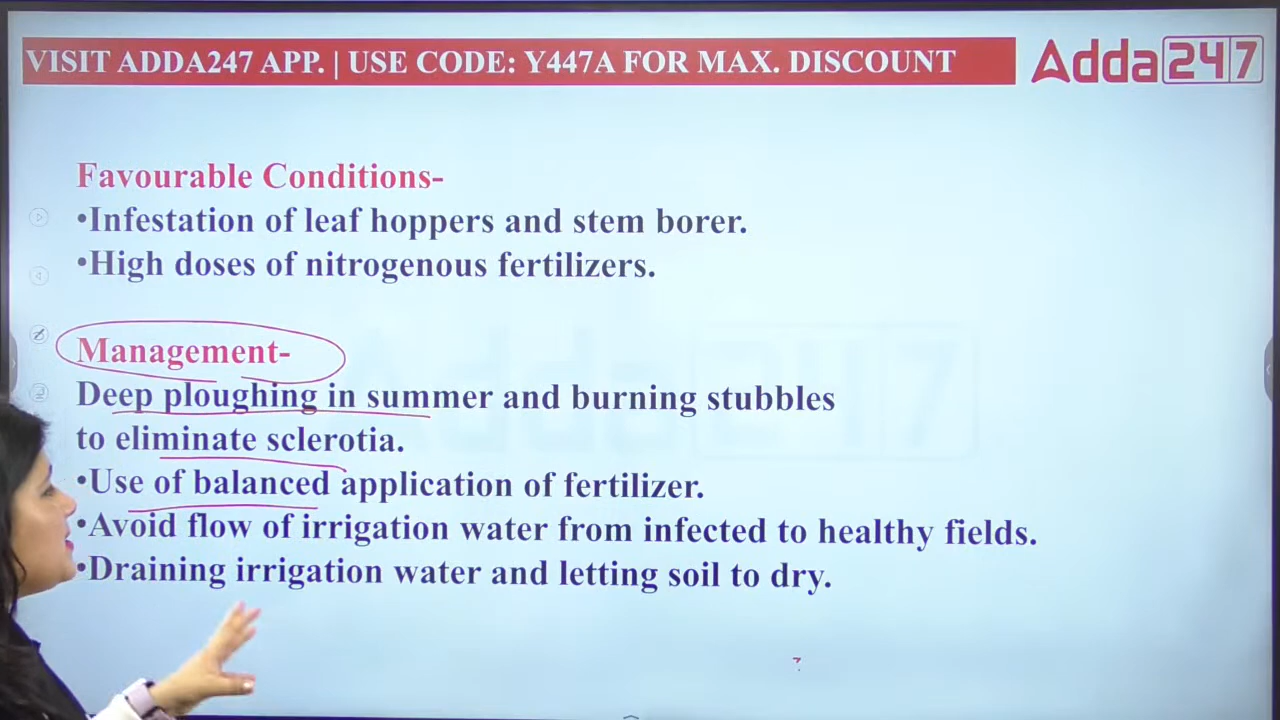 VISIT ADDA247 APP. | USE CODE: Y447A FOR MAX. DISCOUNT
Adda247
Favourable Conditions-
•Infestation of leaf hoppers and stem borer.
•High doses of nitrogenous fertilizers.
Management-
Deep ploughing in summer and burning stubbles
to eliminate sclerotia.
•Use of balanced application of fertilizer.
•Avoid flow of irrigation water from infected to healthy fields.
•Draining irrigation water and letting soil to dry.